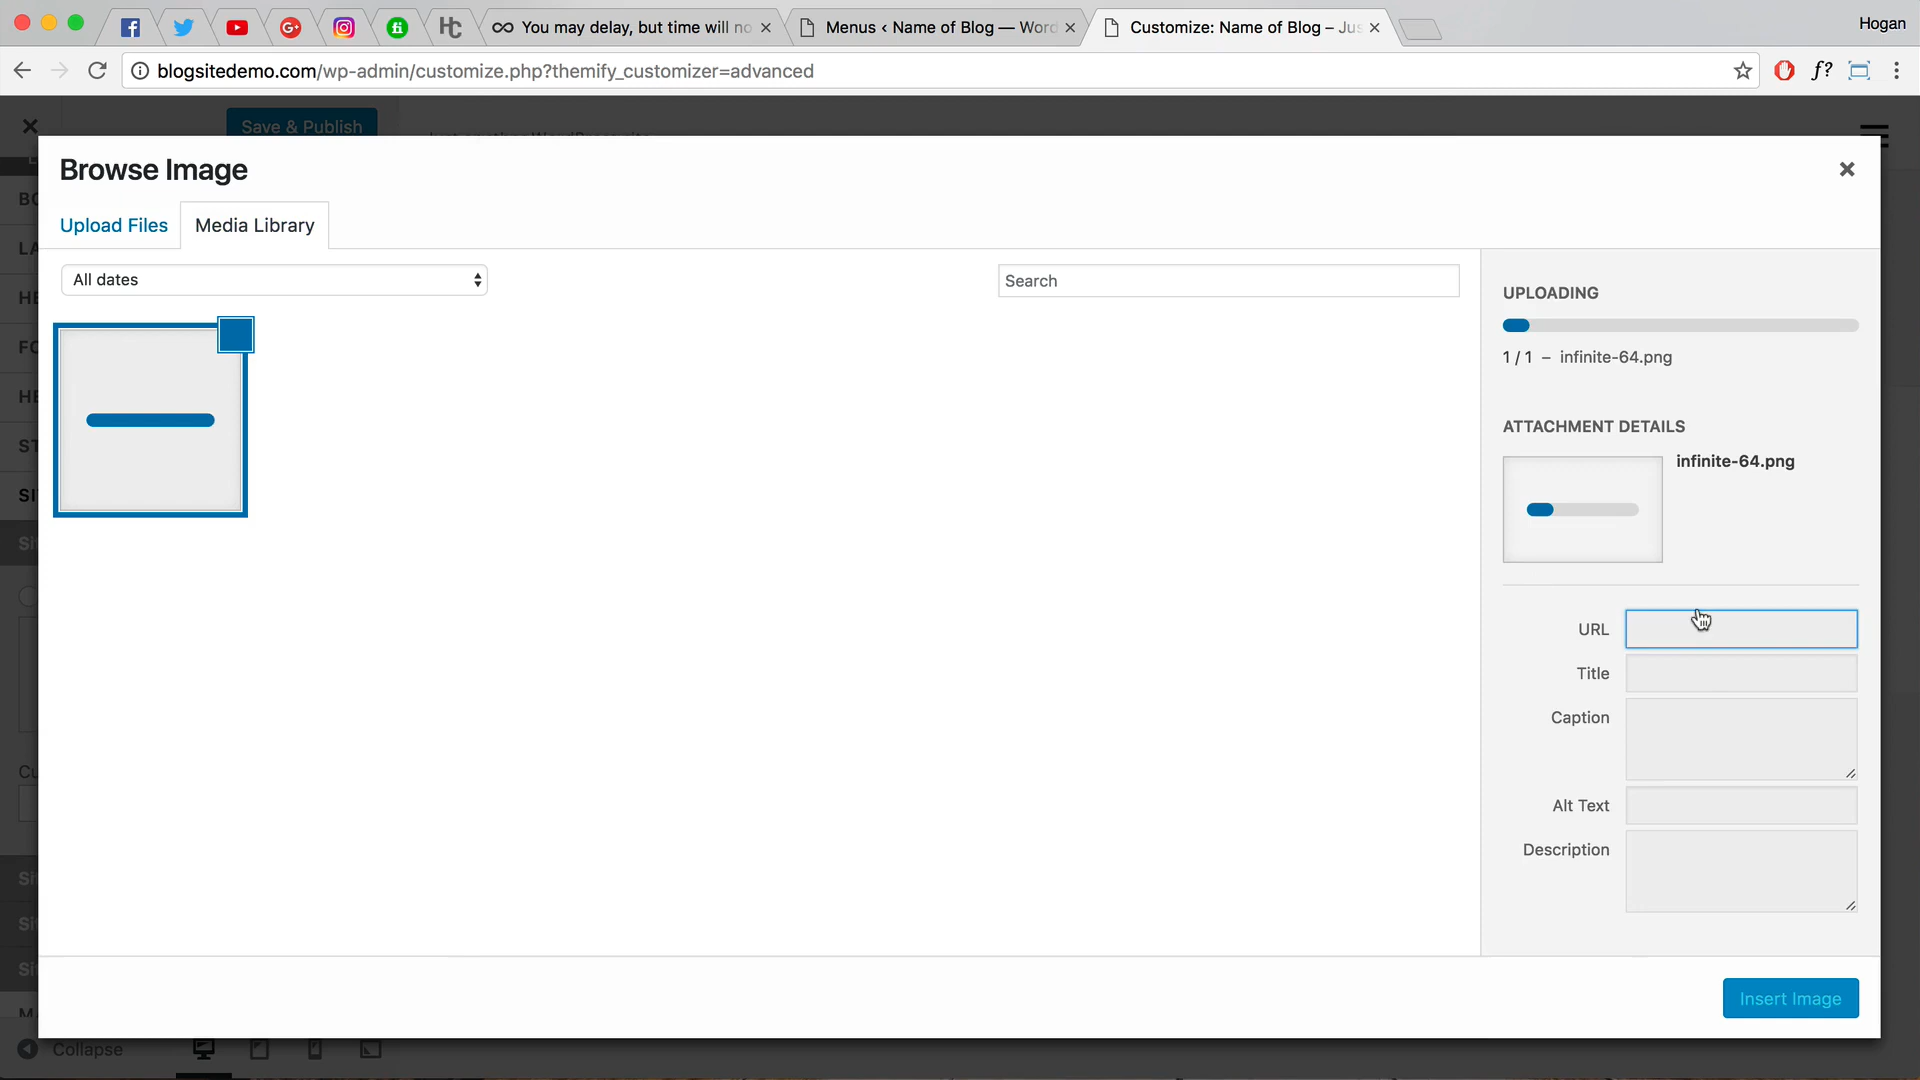 You may delay, but time will no
Menus ‹ Name of Blog — Word
Customize: Name of Blog – Jus
Hogan
blogsitedemo.com/wp-admin/customize.php?themify_customizer=advanced
f?
Save & Publish
Browse Image
Upload Files
Media Library
All dates
Search
UPLOADING
1 / 1 – infinite-64.png
ATTACHMENT DETAILS
infinite-64.png
URL
Title
Caption
Alt Text
Description
Insert Image
Collapse